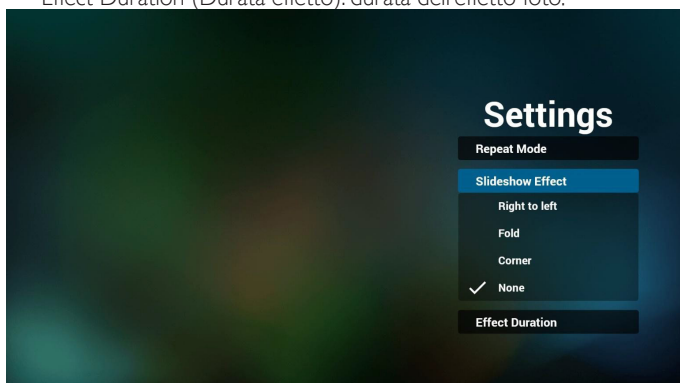 Effect Duration (Durata effetto): durata dell'effetto foto.
Settings
Repeat Mode
Slideshow Effect
Right to left
Fold
Corner
None
Effect Duration